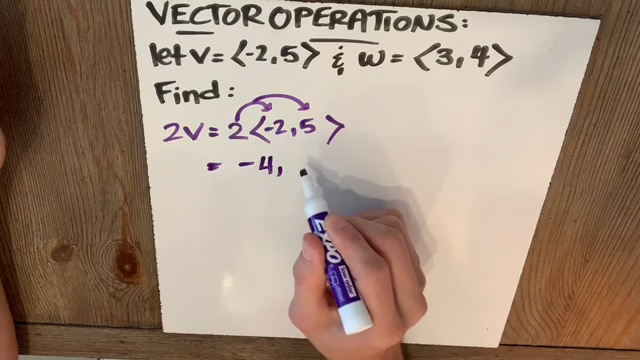 VECTOR OPERATIONS:
let v = ⟨-2, 5⟩ & w = ⟨3, 4⟩
Find:
2v = 2⟨-2, 5⟩
= -4,
EXPO